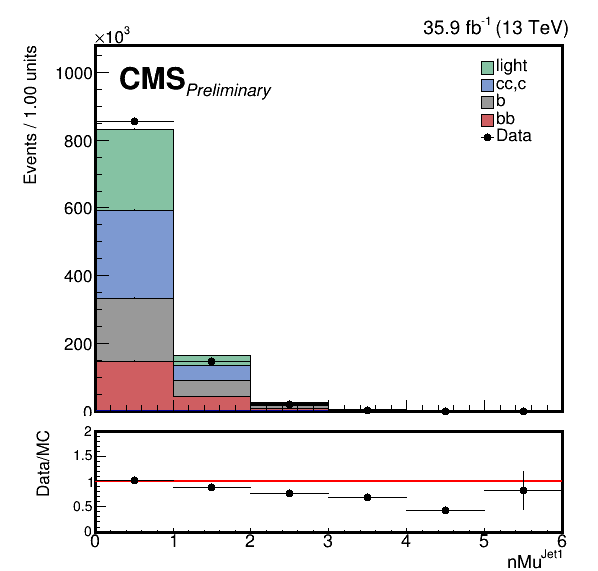 ×10³ 35.9 fb⁻¹ (13 TeV)
Events / 1.00 units
CMS Preliminary
light
cc,c
b
bb
Data
1000
800
600
400
200
0
Data/MC
2
1.5
1
0.5
0
0 1 2 3 4 5 6
nMu^Jet1